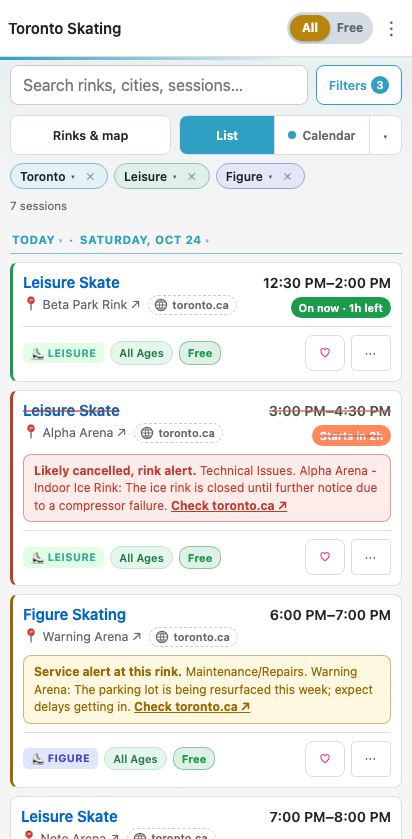 Toronto Skating
All Free
Search rinks, cities, sessions...
Filters 3
Rinks & map
List
Calendar
Toronto
Leisure
Figure
7 sessions
TODAY · SATURDAY, OCT 24
Leisure Skate 12:30 PM–2:00 PM
Beta Park Rink ↗ toronto.ca On now · 1h left
LEISURE All Ages Free
Leisure Skate 3:00 PM–4:30 PM
Alpha Arena ↗ toronto.ca Starts in 2h
Likely cancelled, rink alert. Technical Issues. Alpha Arena -
Indoor Ice Rink: The ice rink is closed until further notice due
to a compressor failure. Check toronto.ca ↗
LEISURE All Ages Free
Figure Skating 6:00 PM–7:00 PM
Warning Arena ↗ toronto.ca
Service alert at this rink. Maintenance/Repairs. Warning
Arena: The parking lot is being resurfaced this week; expect
delays getting in. Check toronto.ca ↗
FIGURE All Ages Free
Leisure Skate 7:00 PM–8:00 PM
Note Arena ↗ toronto.ca